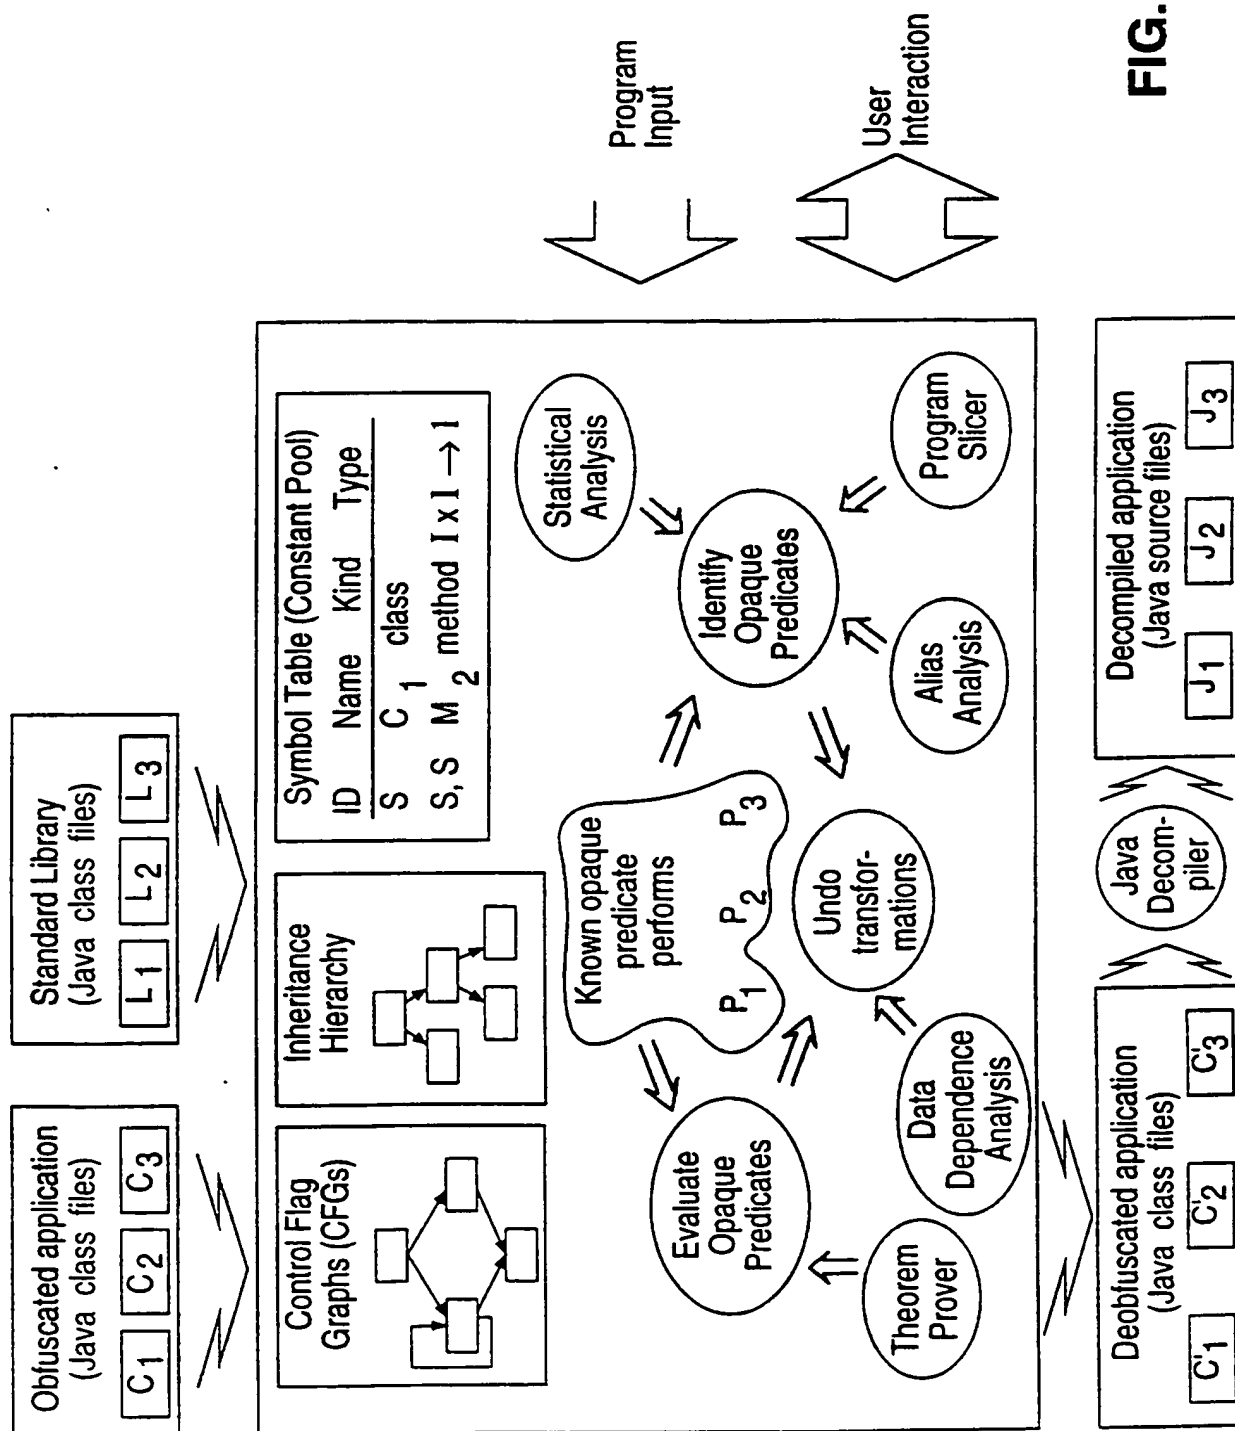 Obfuscated application
(Java class files)
C1 C2 C3
Standard Library
(Java class files)
L1 L2 L3
Control Flag
Graphs (CFGs)
Inheritance
Hierarchy
Symbol Table (Constant Pool)
ID Name Kind Type
S C1 class
S, S M2 method I x I → 1
Known opaque
predicate
performs
P1 P2 P3
Statistical
Analysis
Evaluate
Opaque
Predicates
Identify
Opaque
Predicates
Undo
transfor-
mations
Theorem
Prover
Data
Dependence
Analysis
Alias
Analysis
Program
Slicer
Program
Input
User
Interaction
Deobfuscated application
(Java class files)
C'1 C'2 C'3
Java
Decom-
piler
Decompiled application
(Java source files)
J1 J2 J3
FIG.